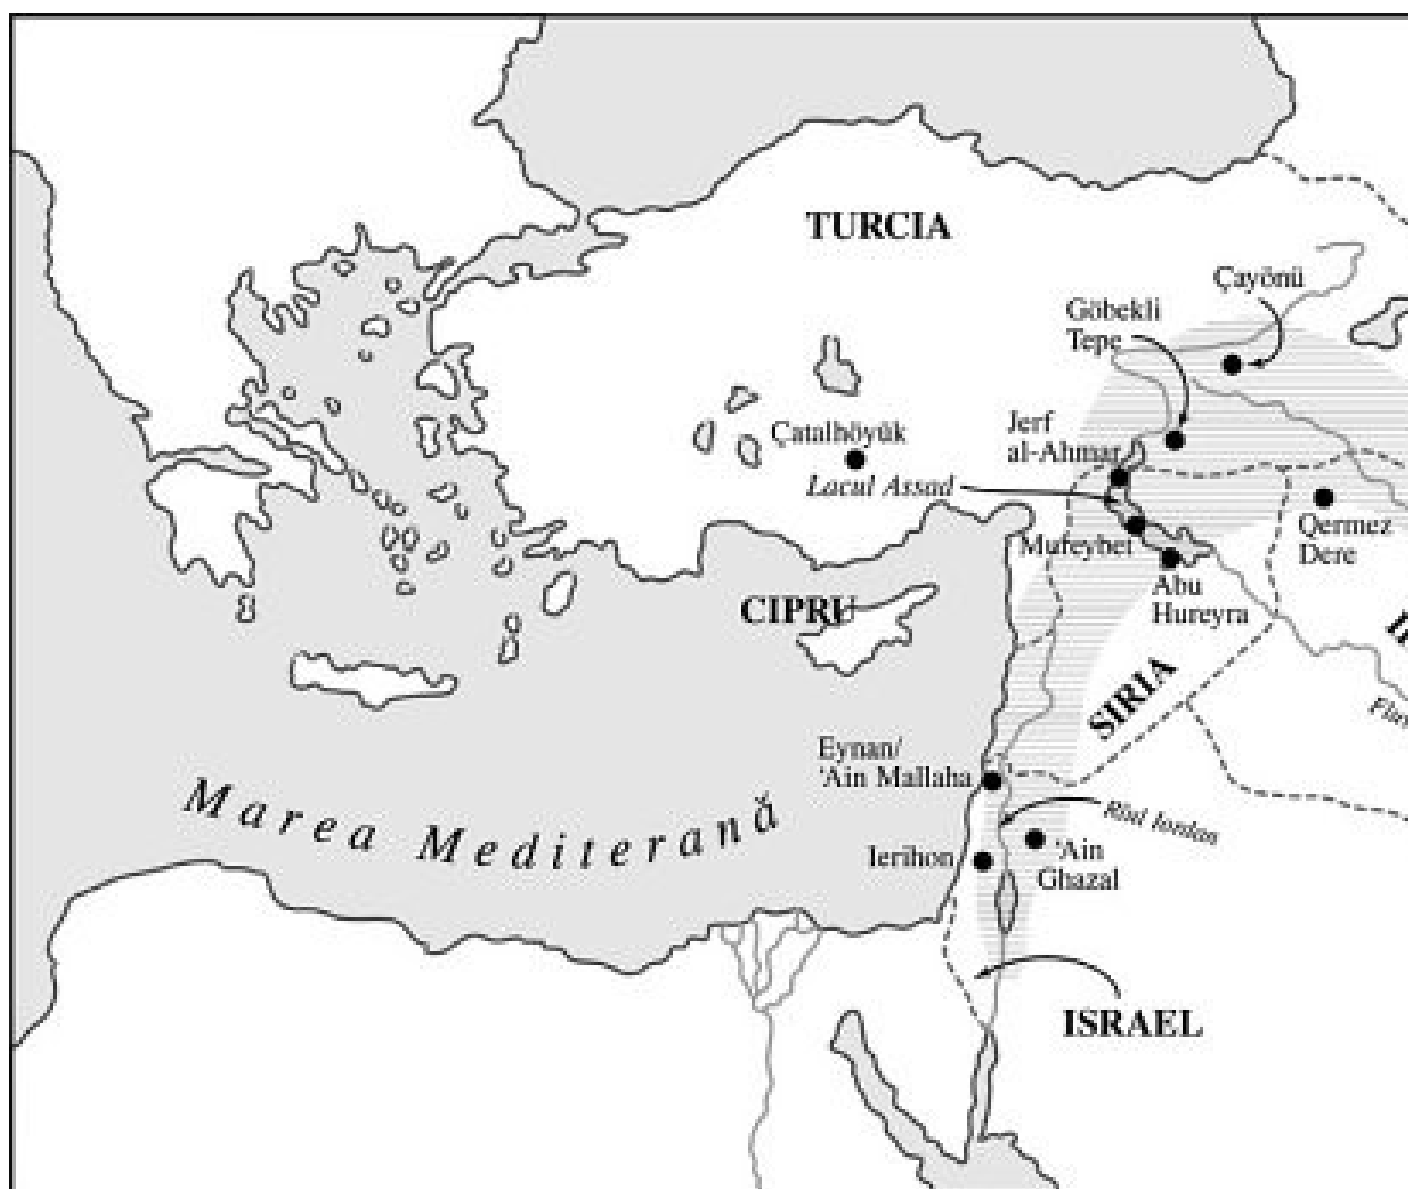 TURCIA
Çayönü
Göbekli
Tepe
Jerf
al-Ahmar
Çatalhöyük
Lacul Assad
Qermez
Dere
Mureybet
Abu
Hureyra
CIPRU
SIRIA
Eynan/
'Ain Mallaha
Marea Mediterană
Rîul Iordan
Ierihon
'Ain
Ghazal
ISRAEL